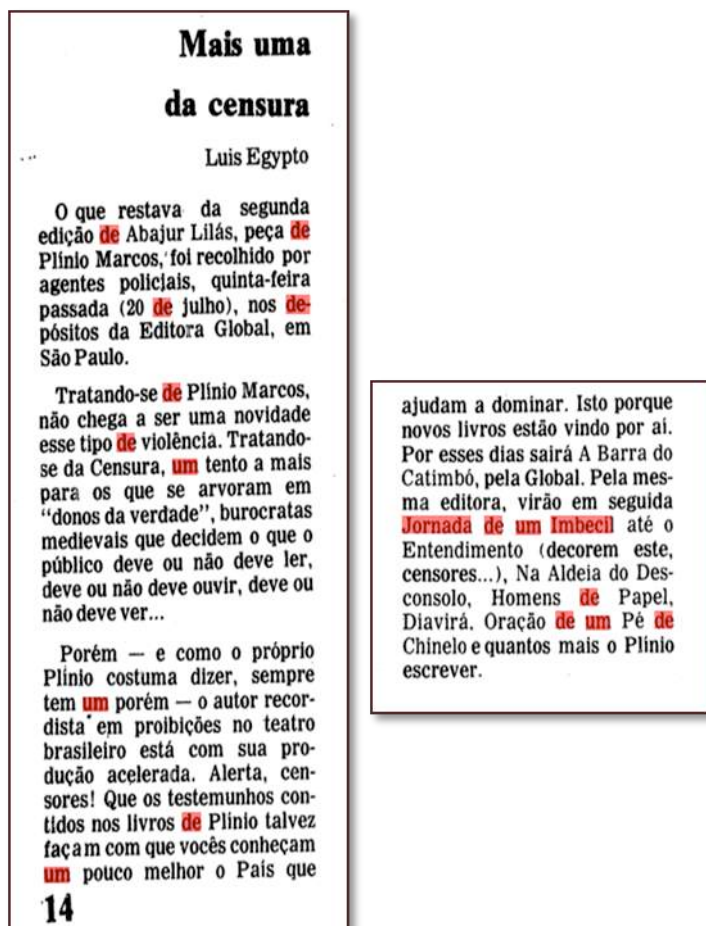 Mais uma
da censura
Luis Egypto
O que restava da segunda
edição de Abajur Lilás, peça de
Plínio Marcos, foi recolhido por
agentes policiais, quinta-feira
passada (20 de julho), nos de-
pósitos da Editora Global, em
São Paulo.
Tratando-se de Plínio Marcos,
não chega a ser uma novidade
esse tipo de violência. Tratando-
se da Censura, um tento a mais
para os que se arvoram em
“donos da verdade”, burocratas
medievais que decidem o que o
público deve ou não deve ler,
deve ou não deve ouvir, deve ou
não deve ver...
Porém — e como o próprio
Plínio costuma dizer, sempre
tem um porém — o autor recor-
dista em proibições no teatro
brasileiro está com sua pro-
dução acelerada. Alerta, cen-
sores! Que os testemunhos con-
tidos nos livros de Plínio talvez
façam com que vocês conheçam
um pouco melhor o País que
14
ajudam a dominar. Isto porque
novos livros estão vindo por aí.
Por esses dias sairá A Barra do
Catimbó, pela Global. Pela mes-
ma editora, virão em seguida
Jornada de um Imbecil até o
Entendimento (decorem este,
censores...), Na Aldeia do Des-
consolo, Homens de Papel,
Diavirá. Oração de um Pé de
Chinelo e quantos mais o Plínio
escrever.